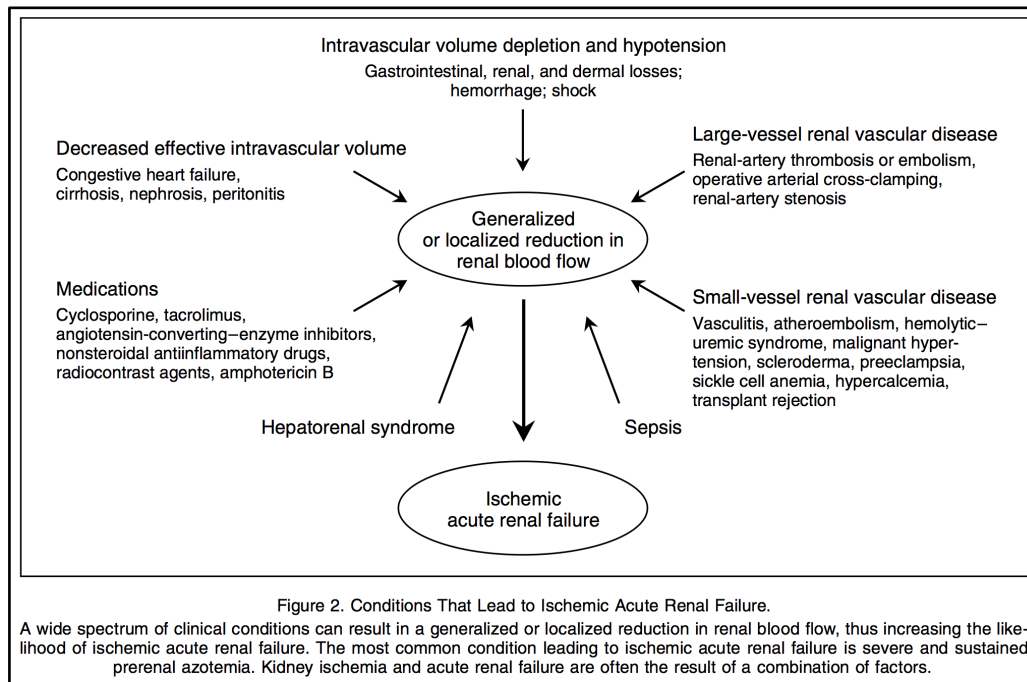 Intravascular volume depletion and hypotension
Gastrointestinal, renal, and dermal losses;
hemorrhage; shock
Decreased effective intravascular volume
Congestive heart failure,
cirrhosis, nephrosis, peritonitis
Large-vessel renal vascular disease
Renal-artery thrombosis or embolism,
operative arterial cross-clamping,
renal-artery stenosis
Generalized
or localized reduction in
renal blood flow
Medications
Cyclosporine, tacrolimus,
angiotensin-converting–enzyme inhibitors,
nonsteroidal antiinflammatory drugs,
radiocontrast agents, amphotericin B
Small-vessel renal vascular disease
Vasculitis, atheroembolism, hemolytic–
uremic syndrome, malignant hyper-
tension, scleroderma, preeclampsia,
sickle cell anemia, hypercalcemia,
transplant rejection
Hepatorenal syndrome
Sepsis
Ischemic
acute renal failure
Figure 2. Conditions That Lead to Ischemic Acute Renal Failure.
A wide spectrum of clinical conditions can result in a generalized or localized reduction in renal blood flow, thus increasing the like-
lihood of ischemic acute renal failure. The most common condition leading to ischemic acute renal failure is severe and sustained
prerenal azotemia. Kidney ischemia and acute renal failure are often the result of a combination of factors.